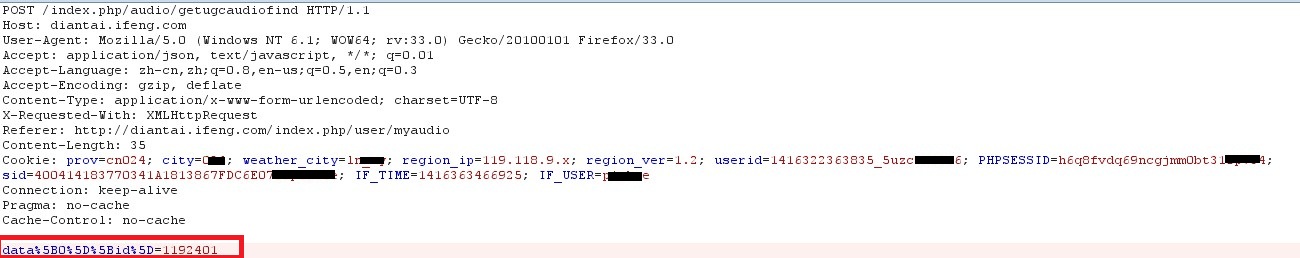 POST /index.php/audio/getugcaudiofind HTTP/1.1
Host: diantai.ifeng.com
User-Agent: Mozilla/5.0 (Windows NT 6.1; WOW64; rv:33.0) Gecko/20100101 Firefox/33.0
Accept: application/json, text/javascript, */*; q=0.01
Accept-Language: zh-cn,zh;q=0.8,en-us;q=0.5,en;q=0.3
Accept-Encoding: gzip, deflate
Content-Type: application/x-www-form-urlencoded; charset=UTF-8
X-Requested-With: XMLHttpRequest
Referer: http://diantai.ifeng.com/index.php/user/myaudio
Content-Length: 35
Cookie: prov=cn024; city=0 weather_city=ln region_ip=119.118.9.x; region_ver=1.2; userid=1416322363835_5uzc 6; PHPSESSID=h6q8fvdq69ncgjmm0bt31 4;
sid=400414183770341A1813867FDC6E07 e; IF_TIME=1416363466925; IF_USER=p e
Connection: keep-alive
Pragma: no-cache
Cache-Control: no-cache
data%5B0%5D%5Bid%5D=1192401